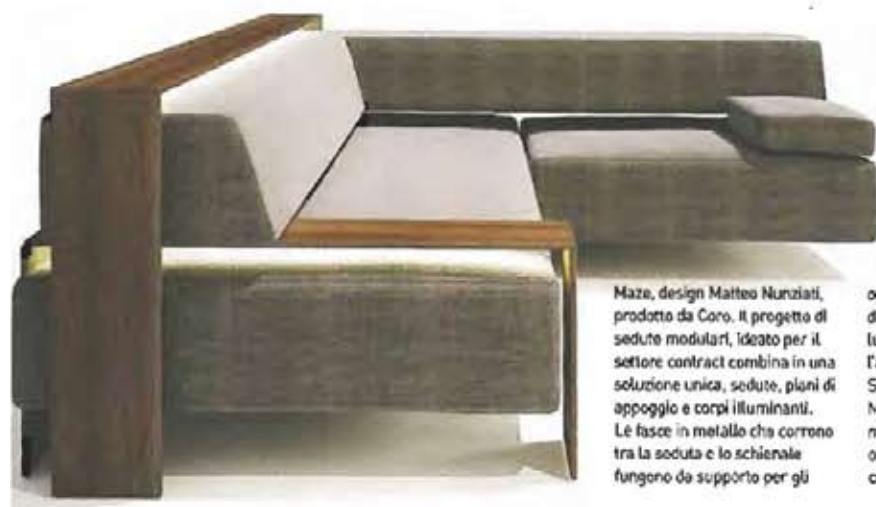 Maze, design Matteo Nunziati,
prodotto da Coro. Il progetto di
sedute modulari, ideato per il
settore contract combina in una
soluzione unica, sedute, piani di
appoggio e corpi illuminanti.
Le fasce in metallo che corrono
tra la seduta e lo schienale
fungono da supporto per gli